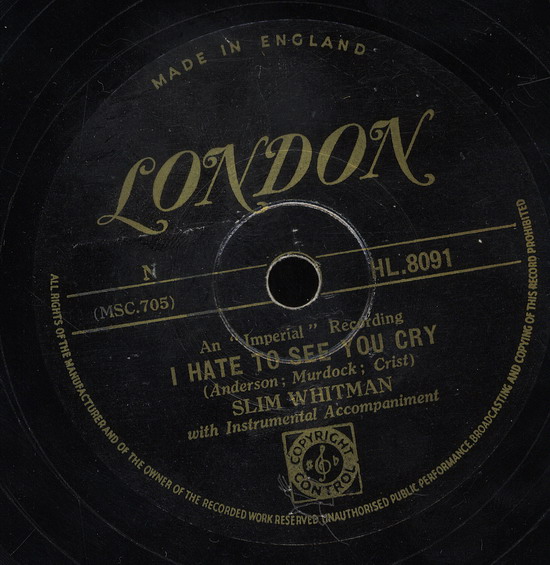 MADE IN ENGLAND
LONDON
N
HL.8091
(MSC.705)
An "Imperial" Recording
I HATE TO SEE YOU CRY
(Anderson; Murdock; Crist)
SLIM WHITMAN
with Instrumental Accompaniment
COPYRIGHT
CONTROL
ALL RIGHTS OF THE MANUFACTURER AND OF THE OWNER OF THE RECORDED WORK RESERVED. UNAUTHORISED PUBLIC PERFORMANCE, BROADCASTING AND COPYING OF THIS RECORD PROHIBITED